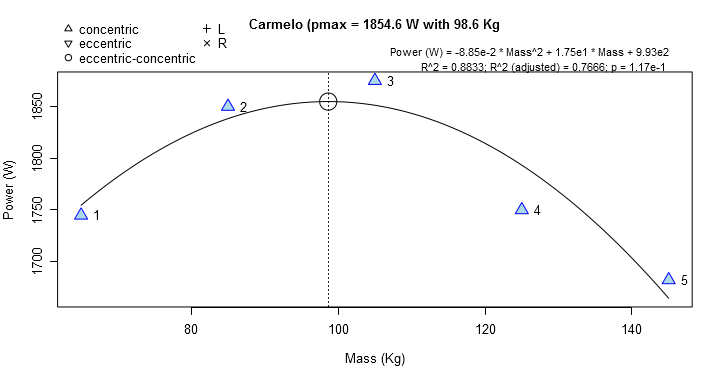 Carmelo (pmax = 1854.6 W with 98.6 Kg
concentric
eccentric
eccentric-concentric
L
R
Power (W) = -8.85e-2 * Mass^2 + 1.75e1 * Mass + 9.93e2
R^2 = 0.8833; R^2 (adjusted) = 0.7666; p = 1.17e-1
Power (W)
1850
1800
1750
1700
1
2
3
4
5
80
100
120
140
Mass (Kg)